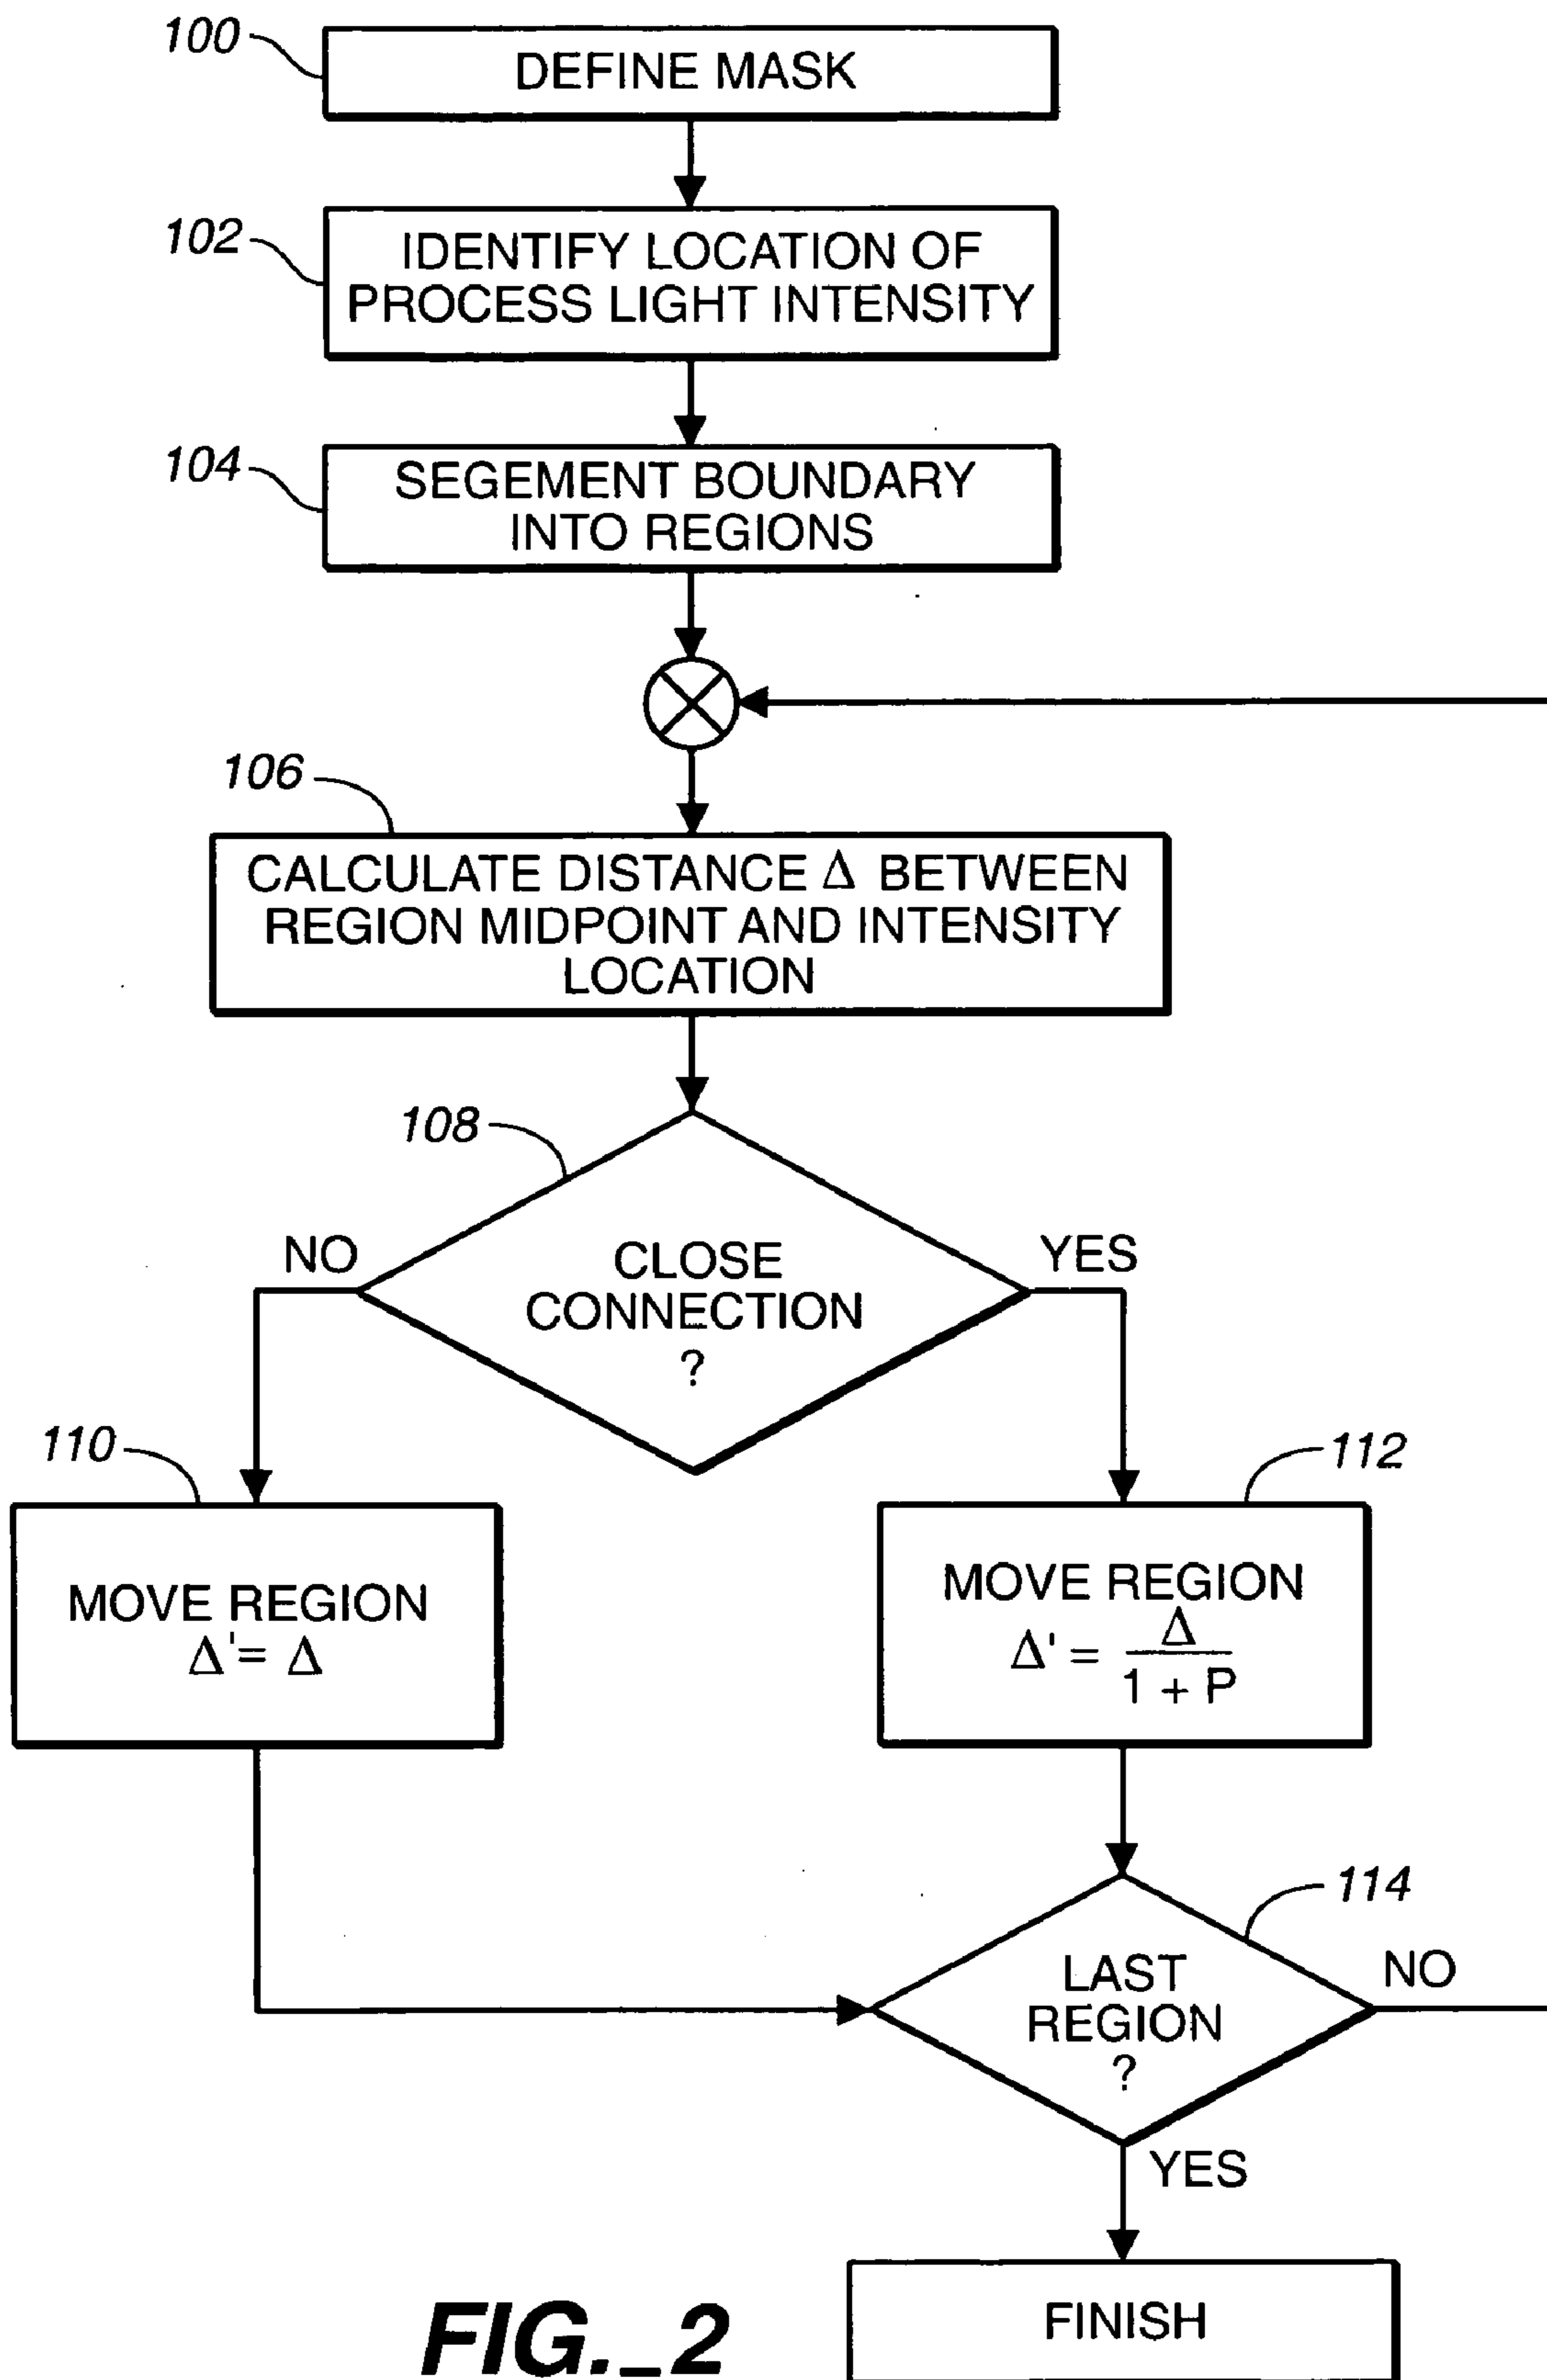 100
DEFINE MASK
102
IDENTIFY LOCATION OF
PROCESS LIGHT INTENSITY
104
SEGEMENT BOUNDARY
INTO REGIONS
106
CALCULATE DISTANCE Δ BETWEEN
REGION MIDPOINT AND INTENSITY
LOCATION
108
NO
YES
CLOSE
CONNECTION
?
110
112
MOVE REGION
Δ'= Δ
MOVE REGION
Δ' = Δ / 1 + P
114
LAST
REGION
?
NO
YES
FINISH
FIG._2